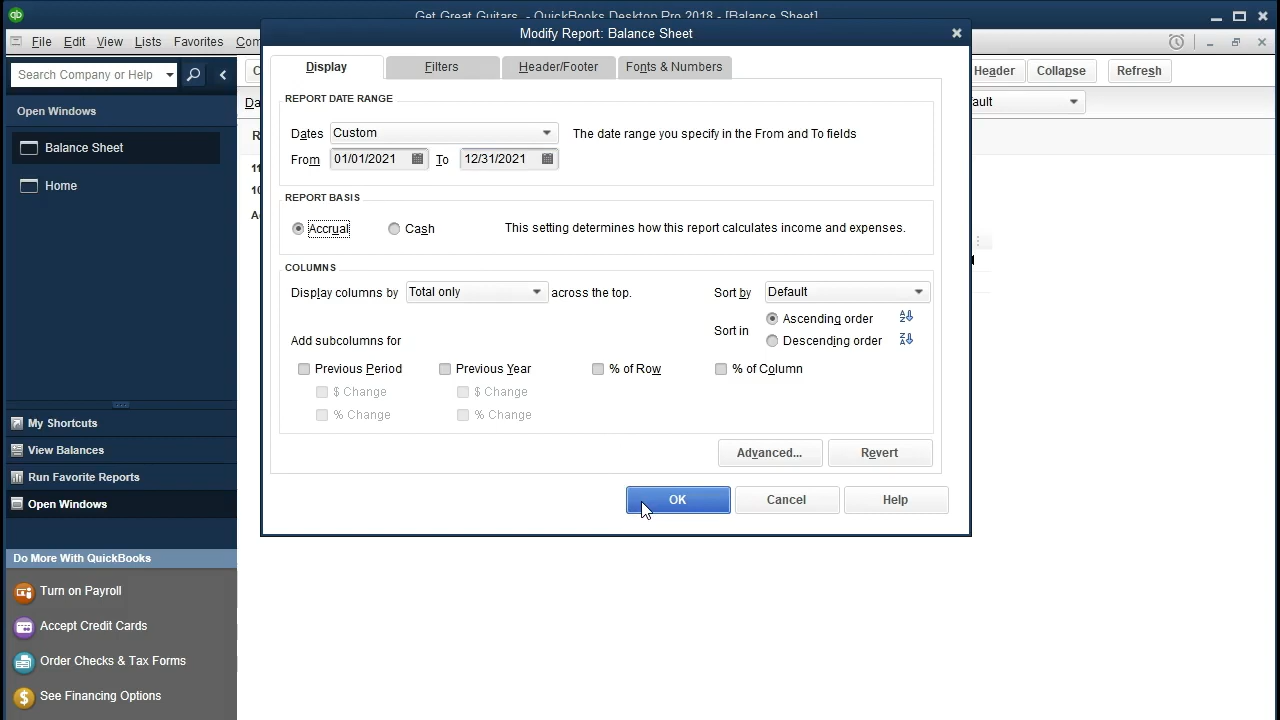 Get Great Guitars - QuickBooks Desktop Pro 2018 - [Balance Sheet]
File Edit View Lists Favorites Com
Modify Report: Balance Sheet
Search Company or Help
Header Collapse Refresh
Display Filters Header/Footer Fonts & Numbers
Open Windows
Balance Sheet
Home
My Shortcuts
View Balances
Run Favorite Reports
Open Windows
Do More With QuickBooks
Turn on Payroll
Accept Credit Cards
Order Checks & Tax Forms
See Financing Options
Da
ault
REPORT DATE RANGE
Dates Custom The date range you specify in the From and To fields
From 01/01/2021 To 12/31/2021
REPORT BASIS
Accrual Cash This setting determines how this report calculates income and expenses.
COLUMNS
Display columns by Total only across the top. Sort by Default
Sort in Ascending order
Descending order
Add subcolumns for
Previous Period Previous Year % of Row % of Column
$ Change $ Change
% Change % Change
Advanced... Revert
OK Cancel Help